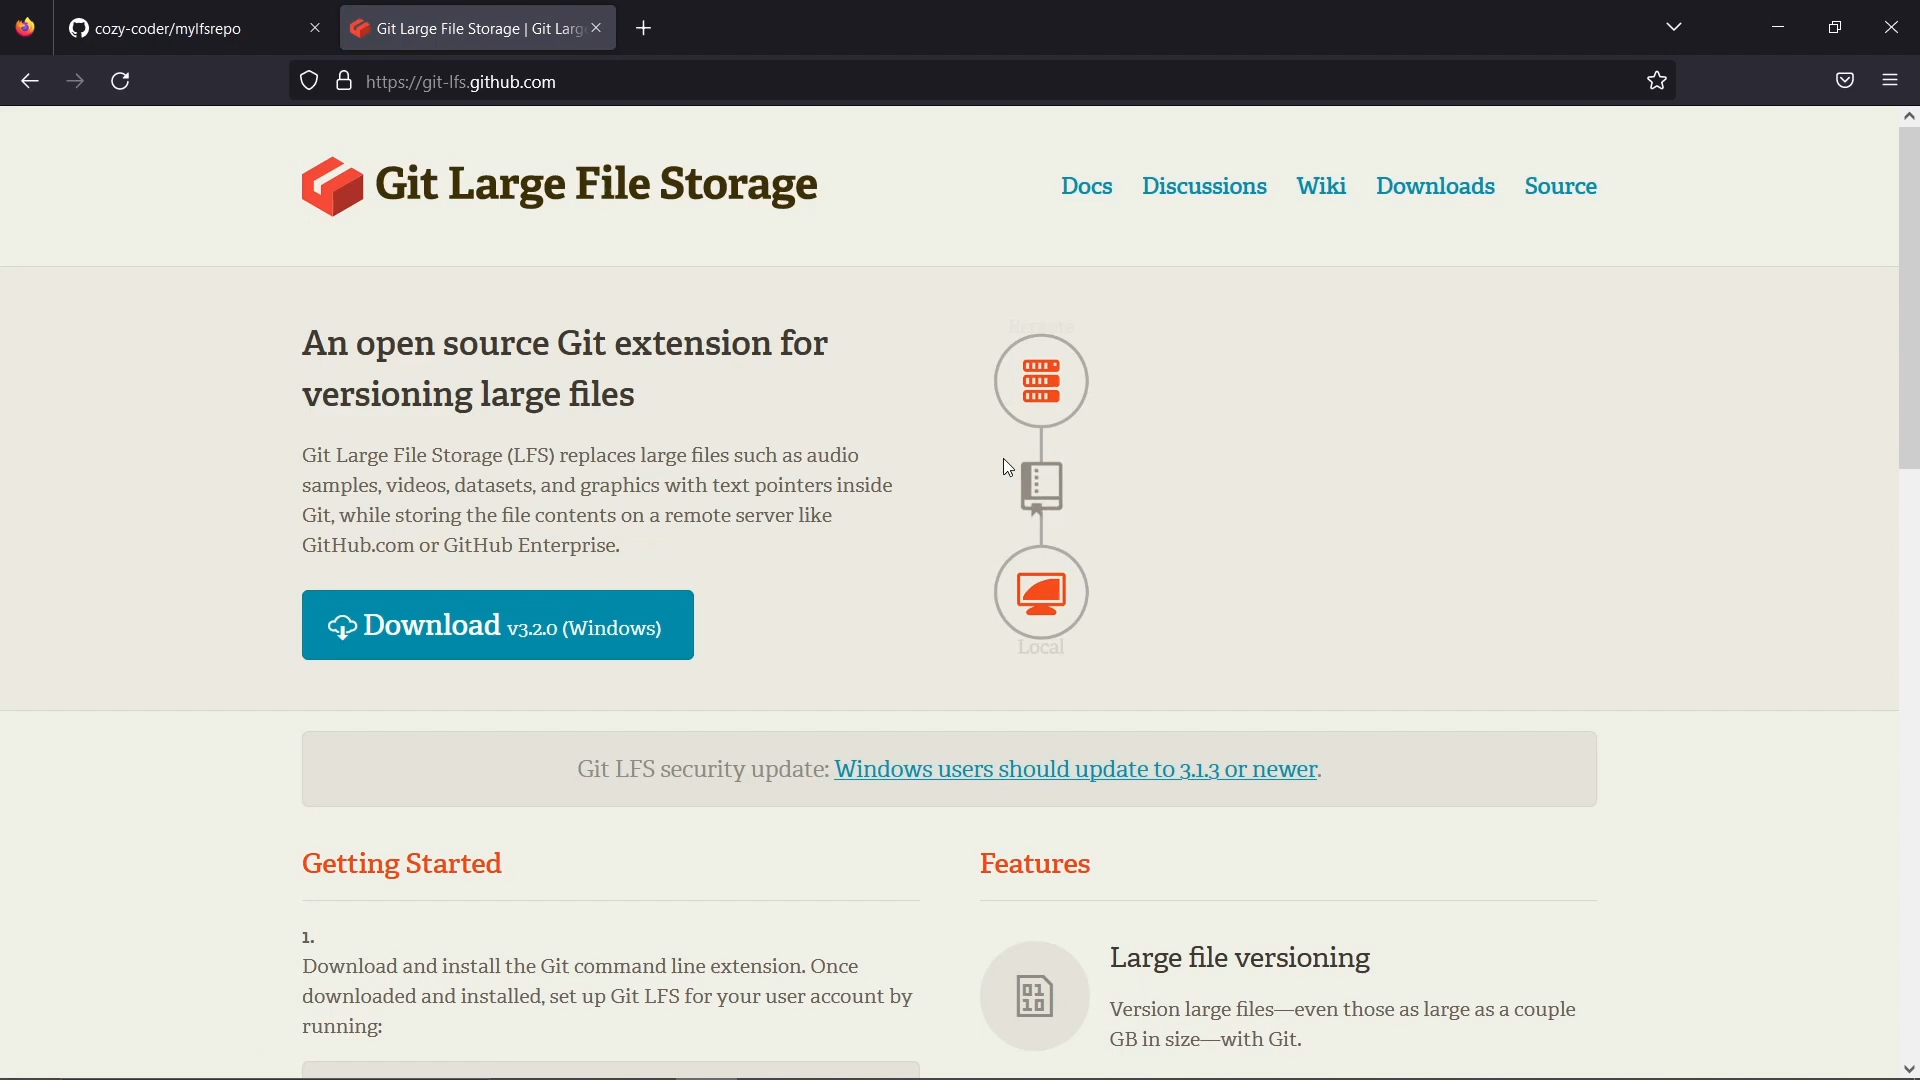 cozy-coder/mylfsrepo
Git Large File Storage | Git Larg
https://git-lfs.github.com
Git Large File Storage
Docs
Discussions
Wiki
Downloads
Source
An open source Git extension for
versioning large files
Git Large File Storage (LFS) replaces large files such as audio
samples, videos, datasets, and graphics with text pointers inside
Git, while storing the file contents on a remote server like
GitHub.com or GitHub Enterprise.
Download v3.2.0 (Windows)
Remote
Local
Git LFS security update: Windows users should update to 3.1.3 or newer.
Getting Started
1.
Download and install the Git command line extension. Once
downloaded and installed, set up Git LFS for your user account by
running:
Features
01
10
Large file versioning
Version large files—even those as large as a couple
GB in size—with Git.